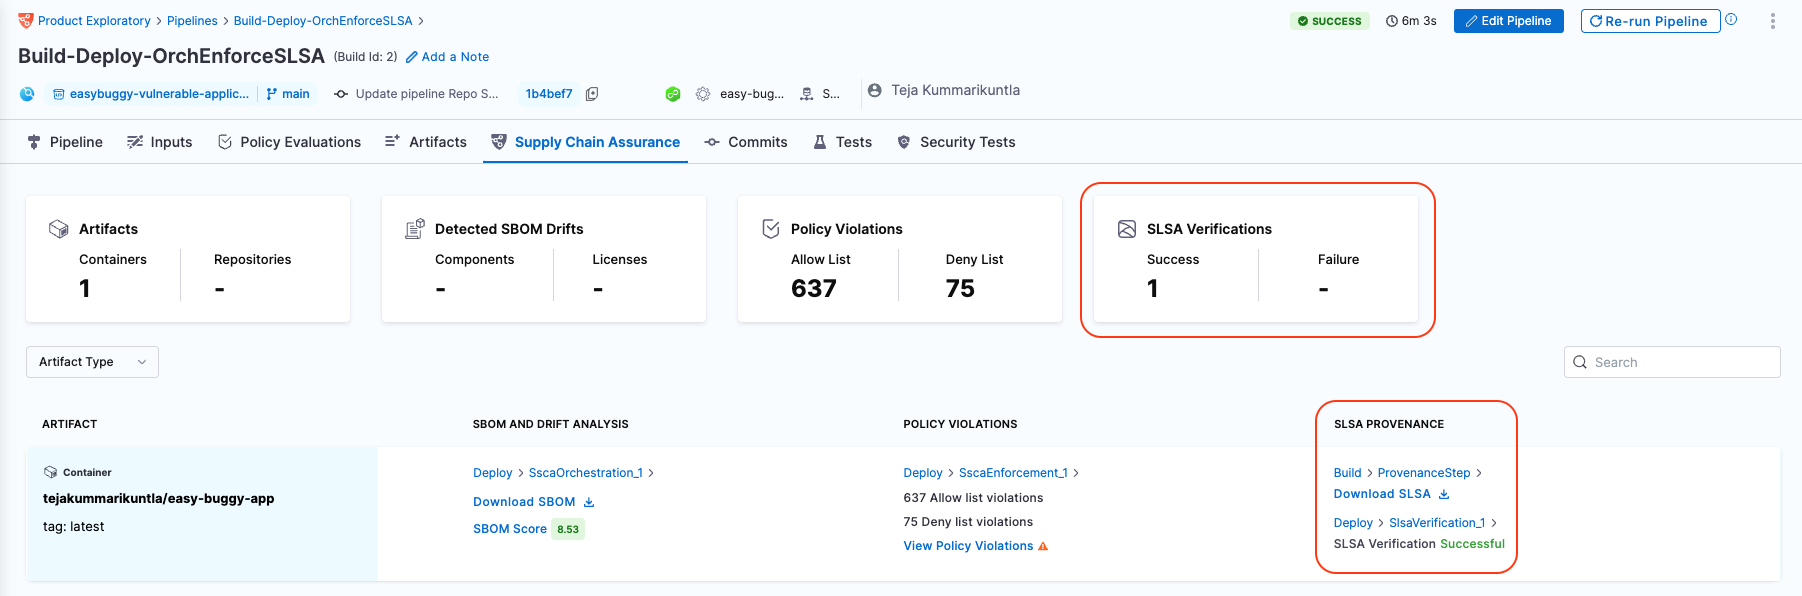 Product Exploratory > Pipelines > Build-Deploy-OrchEnforceSLSA >
SUCCESS 6m 3s Edit Pipeline Re-run Pipeline
Build-Deploy-OrchEnforceSLSA (Build Id: 2) Add a Note
easybuggy-vulnerable-applic... main Update pipeline Repo S... 1b4bef7 easy-bug... S... Teja Kummarikuntla
Pipeline Inputs Policy Evaluations Artifacts Supply Chain Assurance Commits Tests Security Tests
Artifacts
Containers Repositories
1 -
Detected SBOM Drifts
Components Licenses
- -
Policy Violations
Allow List Deny List
637 75
SLSA Verifications
Success Failure
1 -
Artifact Type Search
ARTIFACT SBOM AND DRIFT ANALYSIS POLICY VIOLATIONS SLSA PROVENANCE
Container
tejakummarikuntla/easy-buggy-app
tag: latest
Deploy > SscaOrchestration_1 >
Download SBOM
SBOM Score 8.53
Deploy > SscaEnforcement_1 >
637 Allow list violations
75 Deny list violations
View Policy Violations
Build > ProvenanceStep >
Download SLSA
Deploy > SlsaVerification_1 >
SLSA Verification Successful